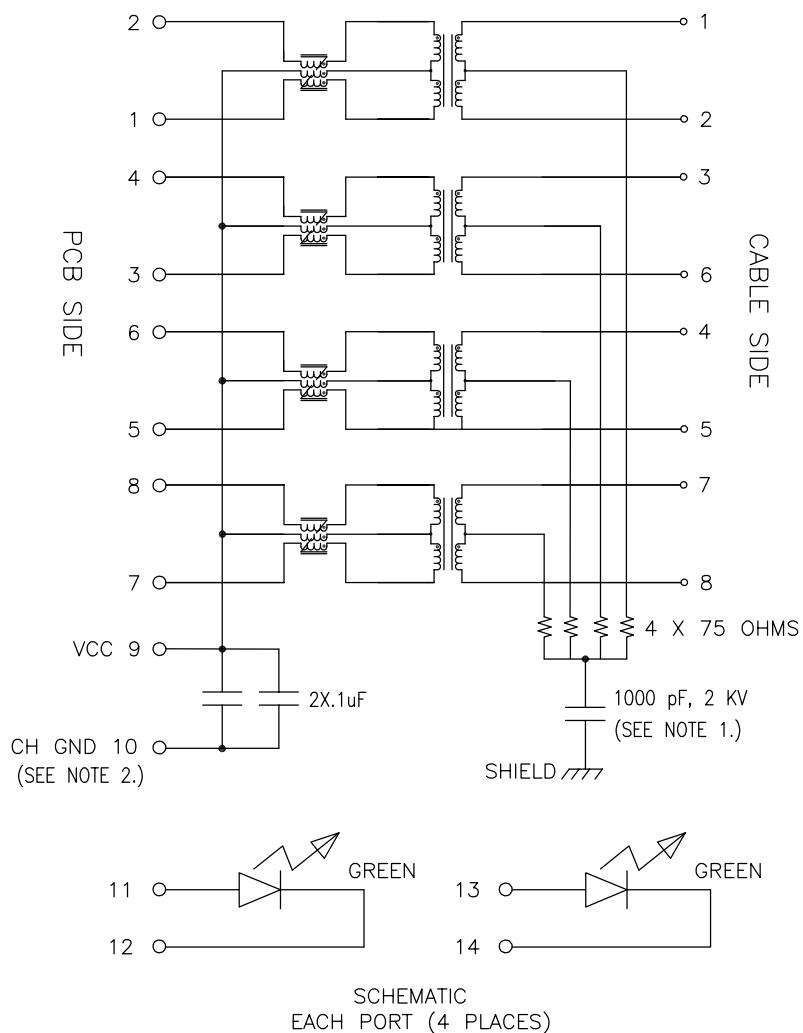 2
1
1
2
4
3
3
6
PCB SIDE
CABLE SIDE
6
4
5
5
8
7
7
8
4 X 75 OHMS
VCC 9
2X.1uF
1000 pF, 2 KV
(SEE NOTE 1.)
CH GND 10
(SEE NOTE 2.)
SHIELD
GREEN
GREEN
11
13
12
14
SCHEMATIC
EACH PORT (4 PLACES)